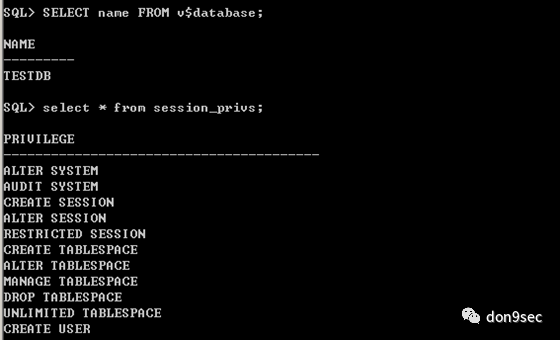 SQL> SELECT name FROM v$database;
NAME
---------
TESTDB
SQL> select * from session_privs;
PRIVILEGE
----------------------------------------
ALTER SYSTEM
AUDIT SYSTEM
CREATE SESSION
ALTER SESSION
RESTRICTED SESSION
CREATE TABLESPACE
ALTER TABLESPACE
MANAGE TABLESPACE
DROP TABLESPACE
UNLIMITED TABLESPACE
CREATE USER
don9sec